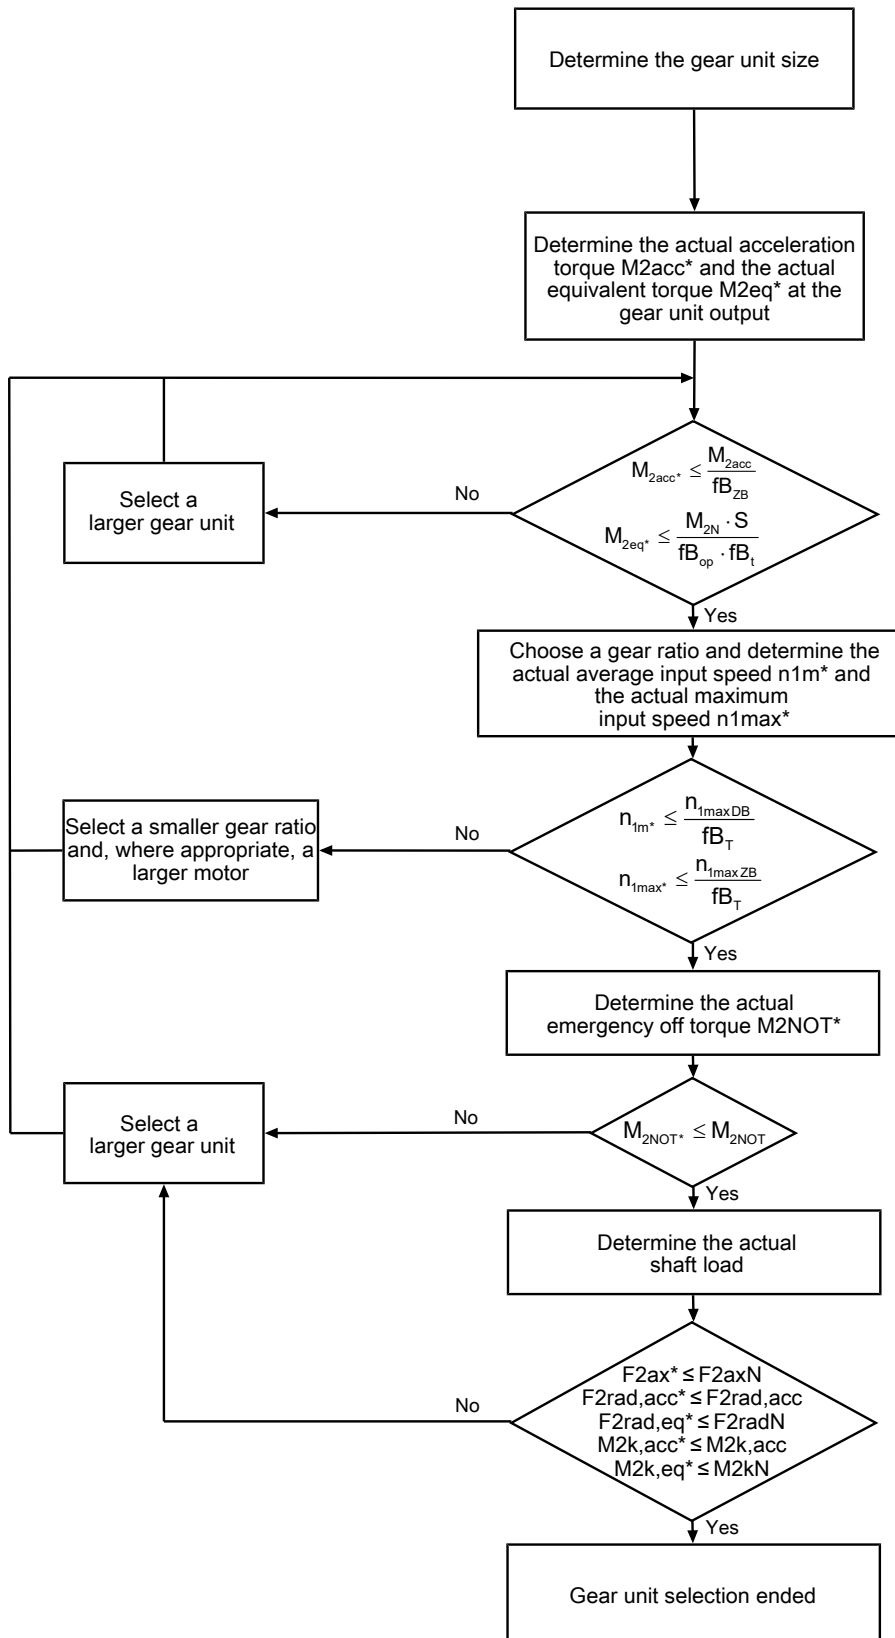 Determine the gear unit size
Determine the actual acceleration
torque M2acc* and the actual
equivalent torque M2eq* at the
gear unit output
M2acc* ≤ M2acc / fBZB
No
Select a
larger gear unit
M2eq* ≤ M2N · S / fBop · fBt
Yes
Choose a gear ratio and determine the
actual average input speed n1m* and
the actual maximum
input speed n1max*
n1m* ≤ n1maxDB / fBT
No
Select a smaller gear ratio
and, where appropriate, a
larger motor
n1max* ≤ n1maxZB / fBT
Yes
Determine the actual
emergency off torque M2NOT*
M2NOT* ≤ M2NOT
No
Select a
larger gear unit
Yes
Determine the actual
shaft load
F2ax* ≤ F2axN
F2rad,acc* ≤ F2rad,acc
F2rad,eq* ≤ F2radN
M2k,acc* ≤ M2k,acc
M2k,eq* ≤ M2kN
No
Yes
Gear unit selection ended